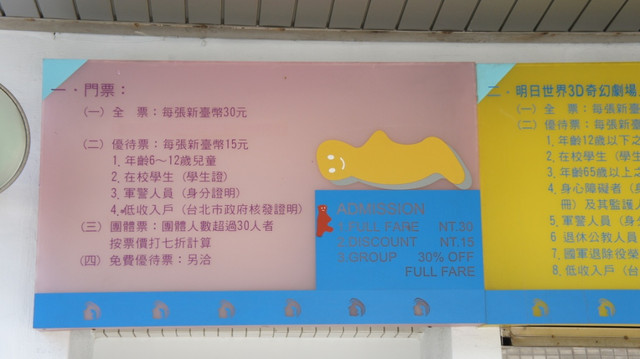 一・門票：
（一）全　票：每張新臺幣30元
（二）優待票：每張新臺幣15元
1. 年齡6～12歲兒童
2. 在校學生（學生證）
3. 軍警人員（身分證明）
4. 低收入戶（台北市政府核發證明）
（三）團體票：團體人數超過30人者
按票價打七折計算
（四）免費優待票：另洽
ADMISSION
1.FULL FARE NT.30
2.DISCOUNT NT.15
3.GROUP 30% OFF
FULL FARE
二・明日世界3D奇幻劇場
（一）全　票：每張新
（二）優待票：每張新臺
1. 年齡12歲以下之
2. 在校學生（學生
3. 年齡65歲以上之
4. 身心障礙者（
冊）及其監護人
5. 軍警人員（身
6. 退休公教人員
7. 國軍退除役榮
8. 低收入戶（台